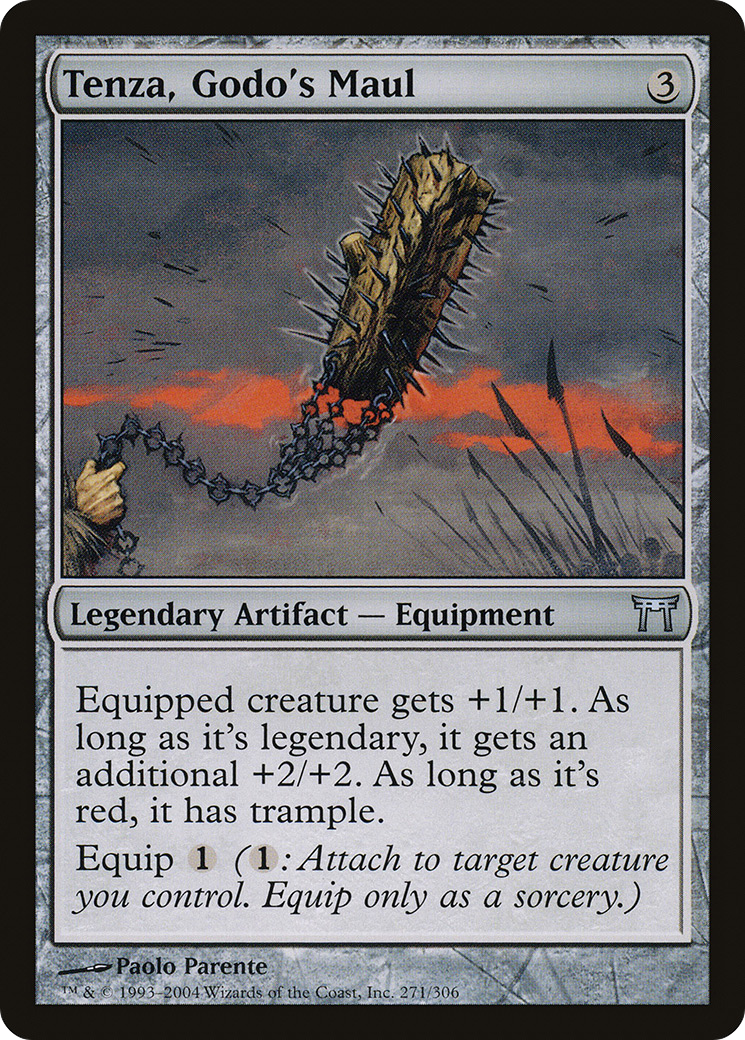 Tenza, Godo's Maul 3
Legendary Artifact — Equipment
Equipped creature gets +1/+1. As
long as it's legendary, it gets an
additional +2/+2. As long as it's
red, it has trample.
Equip 1 (1: Attach to target creature
you control. Equip only as a sorcery.)
Paolo Parente
™ & © 1993–2004 Wizards of the Coast, Inc. 271/306